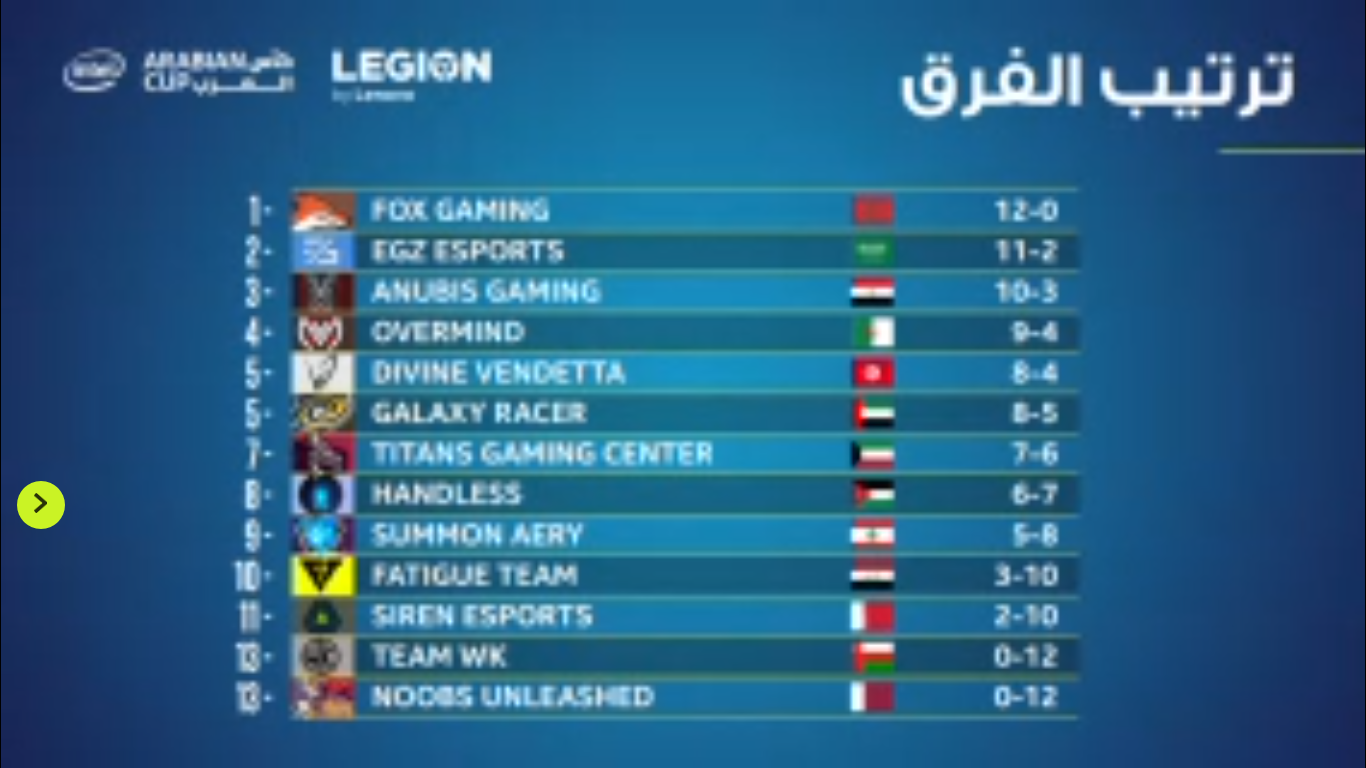 intel
ARABIAN CUP كأس العرب
LEGION
by Lenovo
ترتيب الفرق
1- FOX GAMING 12-0
2- EGZ ESPORTS 11-2
3- ANUBIS GAMING 10-3
4- OVERMIND 9-4
5- DIVINE VENDETTA 8-4
5- GALAXY RACER 8-5
7- TITANS GAMING CENTER 7-6
8- HANDLESS 6-7
9- SUMMON AERY 5-8
10- FATIGUE TEAM 3-10
11- SIREN ESPORTS 2-10
13- TEAM WK 0-12
13- NOOBS UNLEASHED 0-12